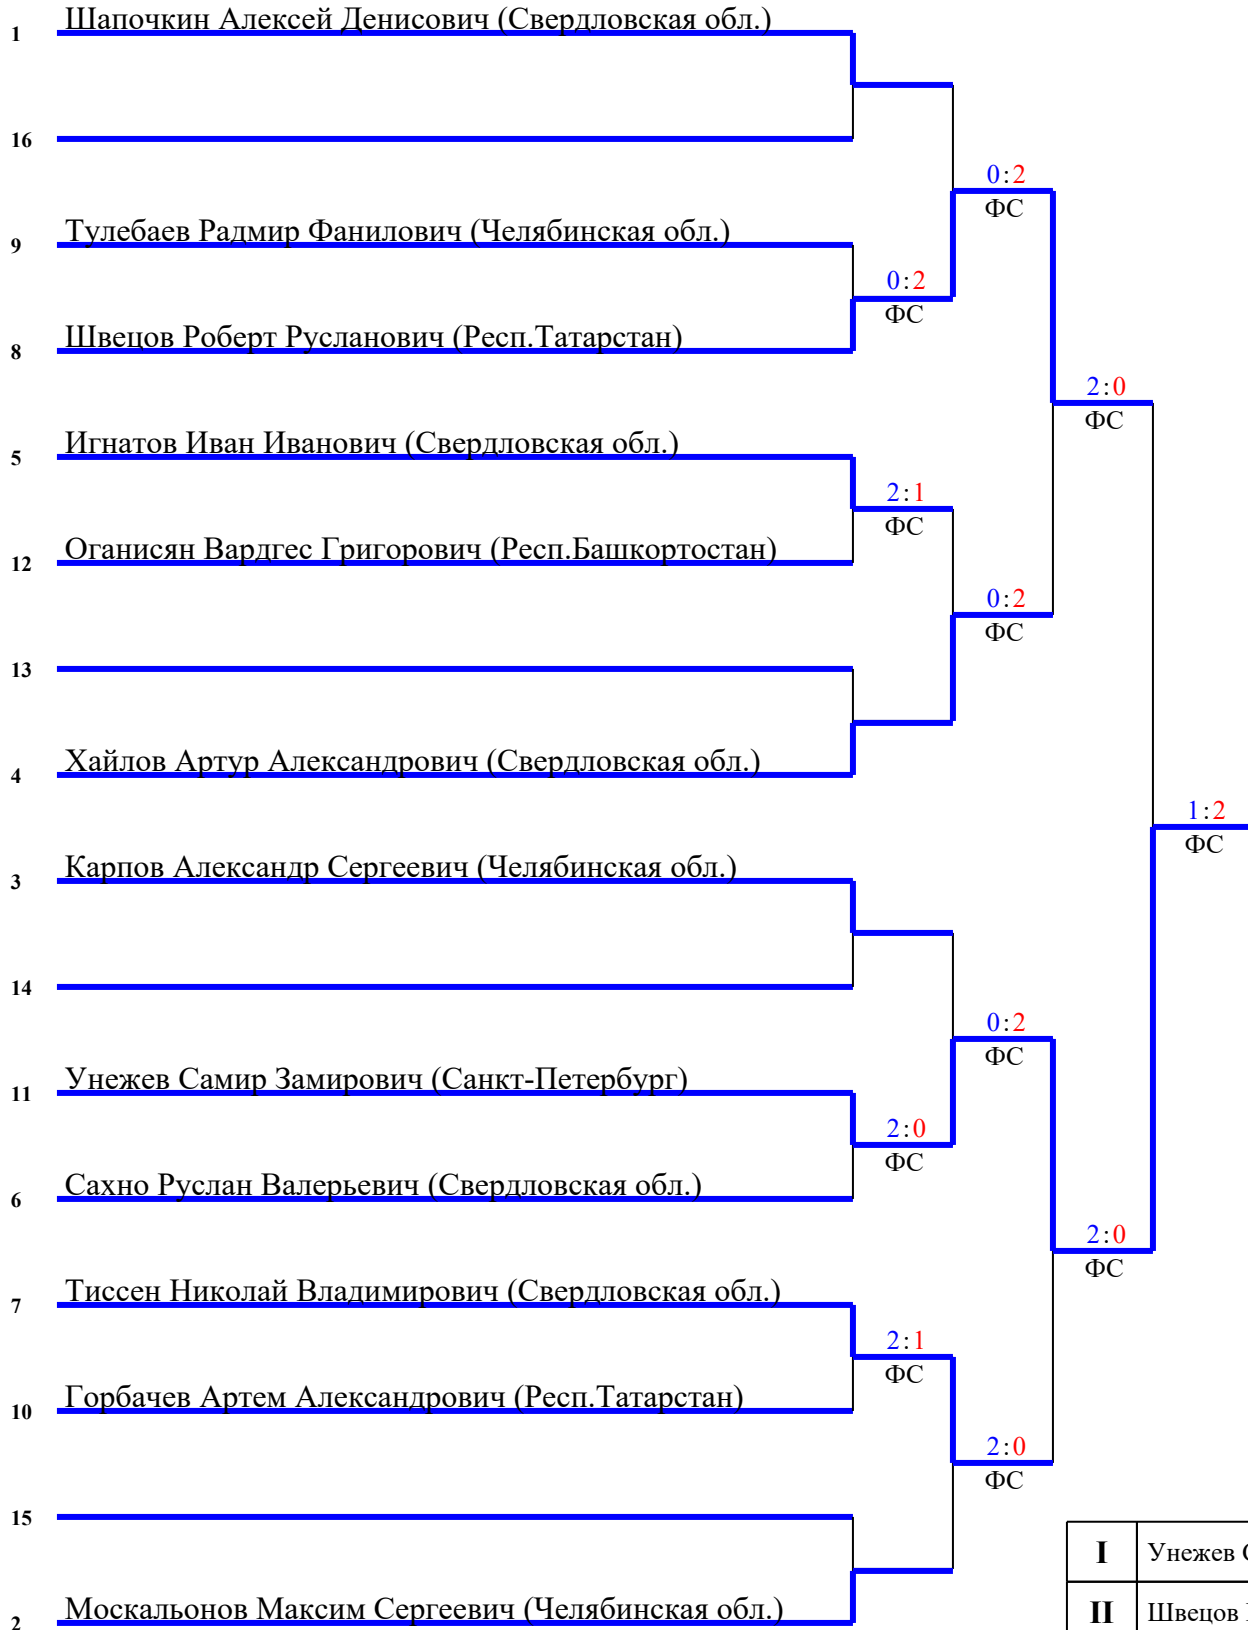 Шапочкин Алексей Денисович (Свердловская обл.)
1
16
0:2
ФС
Тулебаев Радмир Фанилович (Челябинская обл.)
9
0:2
ФС
Швецов Роберт Русланович (Респ.Татарстан)
8
2:0
ФС
Игнатов Иван Иванович (Свердловская обл.)
5
2:1
ФС
Оганисян Вардгес Григорович (Респ.Башкортостан)
12
0:2
ФС
13
Хайлов Артур Александрович (Свердловская обл.)
4
1:2
ФС
Карпов Александр Сергеевич (Челябинская обл.)
3
14
0:2
ФС
Унежев Самир Замирович (Санкт-Петербург)
11
2:0
ФС
Сахно Руслан Валерьевич (Свердловская обл.)
6
2:0
ФС
Тиссен Николай Владимирович (Свердловская обл.)
7
2:1
ФС
Горбачев Артем Александрович (Респ.Татарстан)
10
2:0
ФС
15
I Унежев
Москальонов Максим Сергеевич (Челябинская обл.)
2
II Швецов